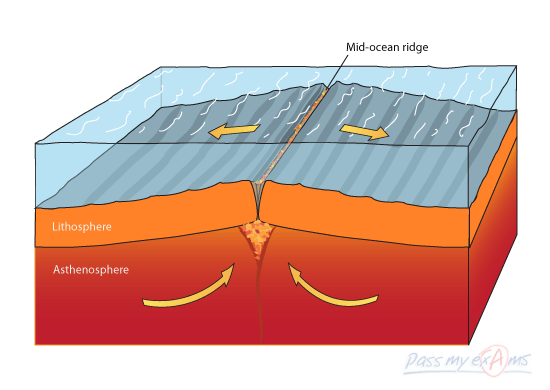 Mid-ocean ridge
Lithosphere
Asthenosphere
Pass my exAms